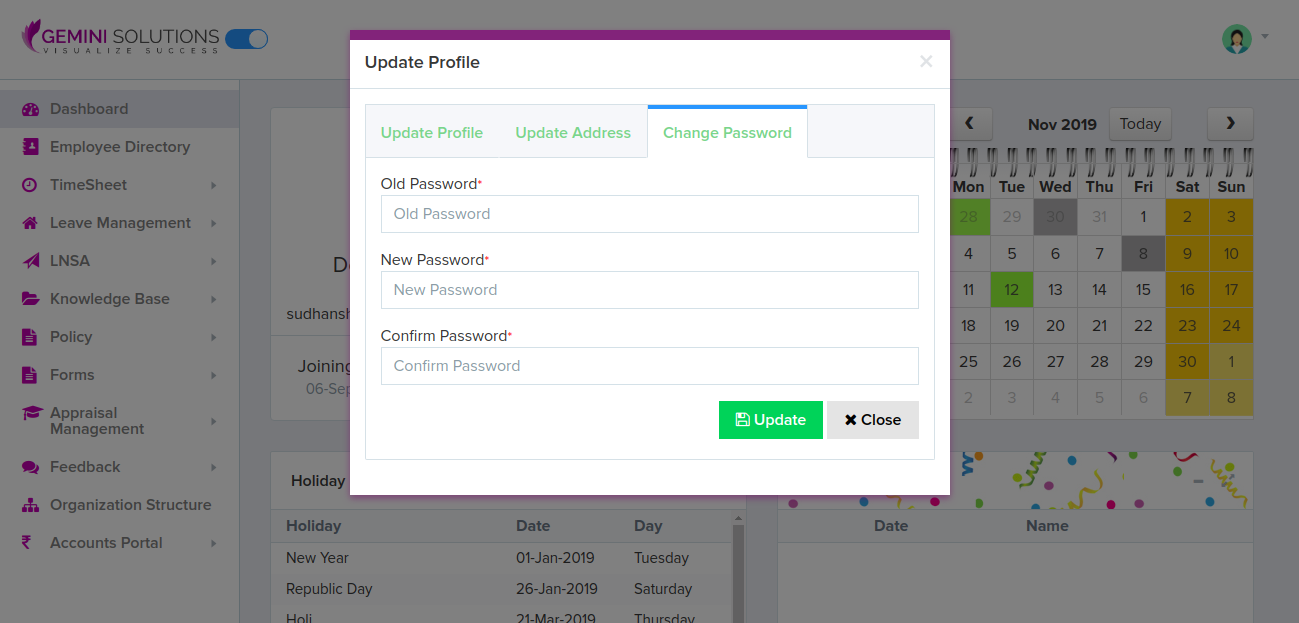 GEMINI SOLUTIONS
VISUALIZE SUCCESS
Dashboard
Employee Directory
TimeSheet
Leave Management
LNSA
Knowledge Base
Policy
Forms
Appraisal
Management
Feedback
Organization Structure
Accounts Portal
Update Profile
×
Update Profile Update Address Change Password
Old Password*
Old Password
New Password*
New Password
Confirm Password*
Confirm Password
Update Close
sudhansh
Joining
06-Sep
Nov 2019 Today
Mon Tue Wed Thu Fri Sat Sun
28 29 30 31 1 2 3
4 5 6 7 8 9 10
11 12 13 14 15 16 17
18 19 20 21 22 23 24
25 26 27 28 29 30 1
2 3 4 5 6 7 8
Holiday
Holiday Date Day
New Year 01-Jan-2019 Tuesday
Republic Day 26-Jan-2019 Saturday
Holi 21-Mar-2019 Thursday
Date Name